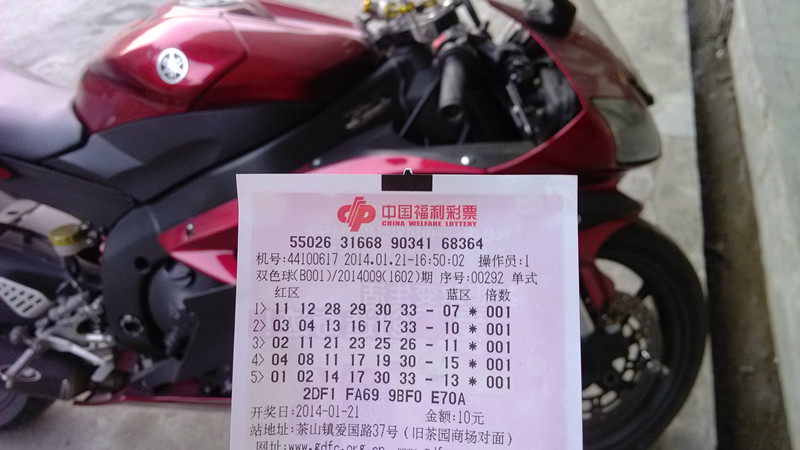 中国福利彩票
CHINA WELFARE LOTTERY
55026 31668 90341 68364
机号:44100617 2014.01.21-16:50:02 操作员:1
双色球(B001)/2014009(1602)期 序号:00292 单式
红区 蓝区 倍数
1> 11 12 28 29 30 33 - 07 * 001
2> 03 04 13 16 17 33 - 10 * 001
3> 02 11 21 23 25 26 - 11 * 001
4> 04 08 11 17 19 30 - 15 * 001
5> 01 02 14 17 30 33 - 13 * 001
2DF1 FA69 9BF0 E70A
开奖日:2014-01-21 金额:10元
站地址:茶山镇爱国路37号(旧茶园商场对面)
网址:www.gdfc.org.cn